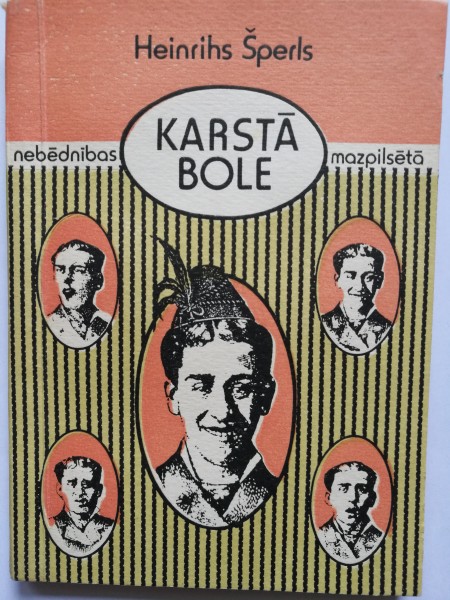 Heinrihs Šperls
KARSTĀ
BOLE
nebēdnības mazpilsētā